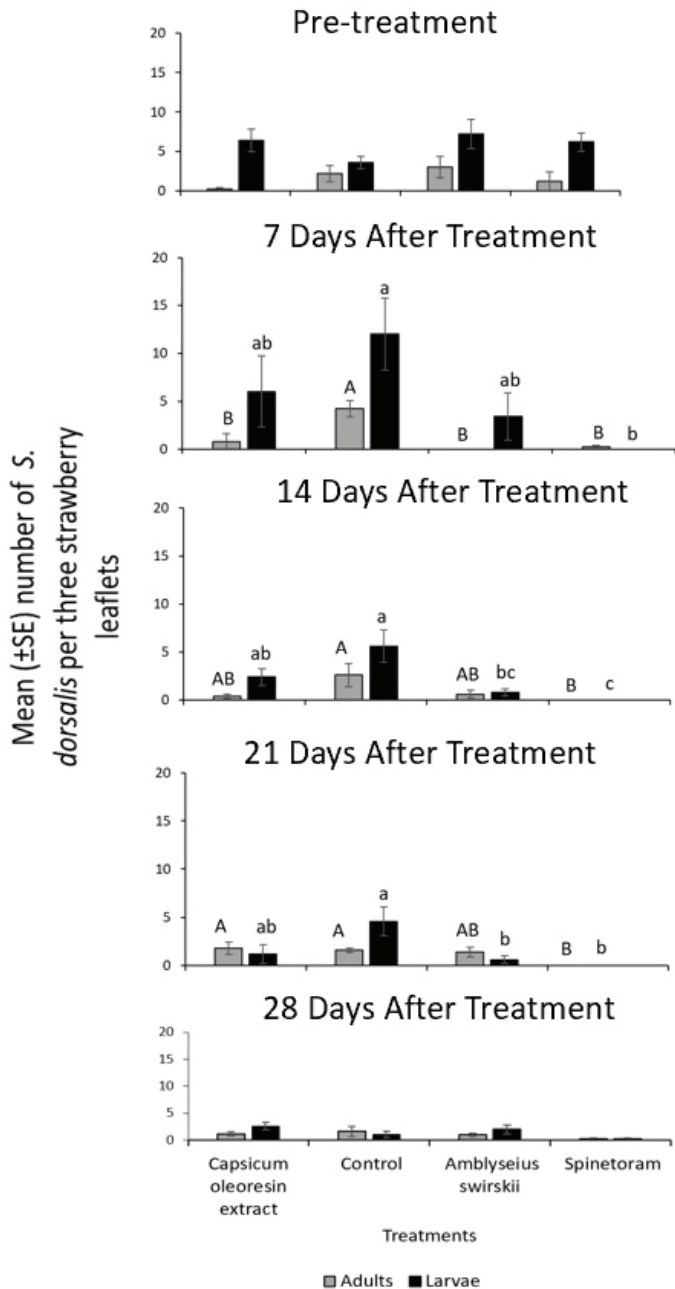 Pre-treatment
20
15
10
5
0
7 Days After Treatment
20
15
10
5
0
B ab A a B ab B b
14 Days After Treatment
20
15
10
5
0
AB ab A a AB bc B c
21 Days After Treatment
20
15
10
5
0
A ab A a AB b B b
28 Days After Treatment
20
15
10
5
0
Mean (±SE) number of S.
dorsalis per three strawberry
leaflets
Capsicum
oleoresin
extract
Control
Amblyseius
swirskii
Spinetoram
Treatments
Adults Larvae